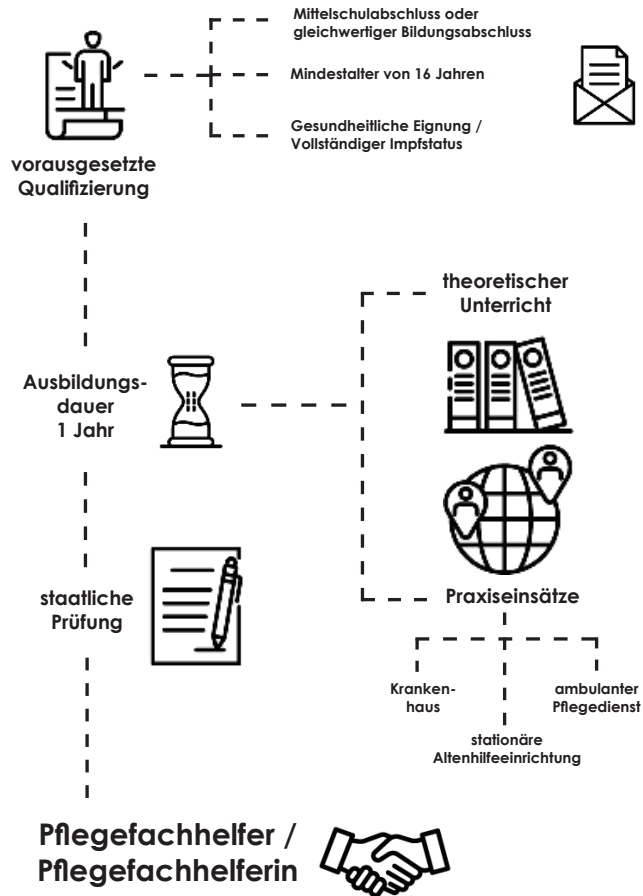 Mittelschulabschluss oder
gleichwertiger Bildungsabschluss
Mindestalter von 16 Jahren
Gesundheitliche Eignung /
Vollständiger Impfstatus
vorausgesetzte
Qualifizierung
theoretischer
Unterricht
Ausbildungs-
dauer
1 Jahr
staatliche
Prüfung
Praxiseinsätze
Kranken-
haus
stationäre
Altenhilfeeinrichtung
ambulanter
Pflegedienst
Pflegefachhelfer /
Pflegefachhelferin